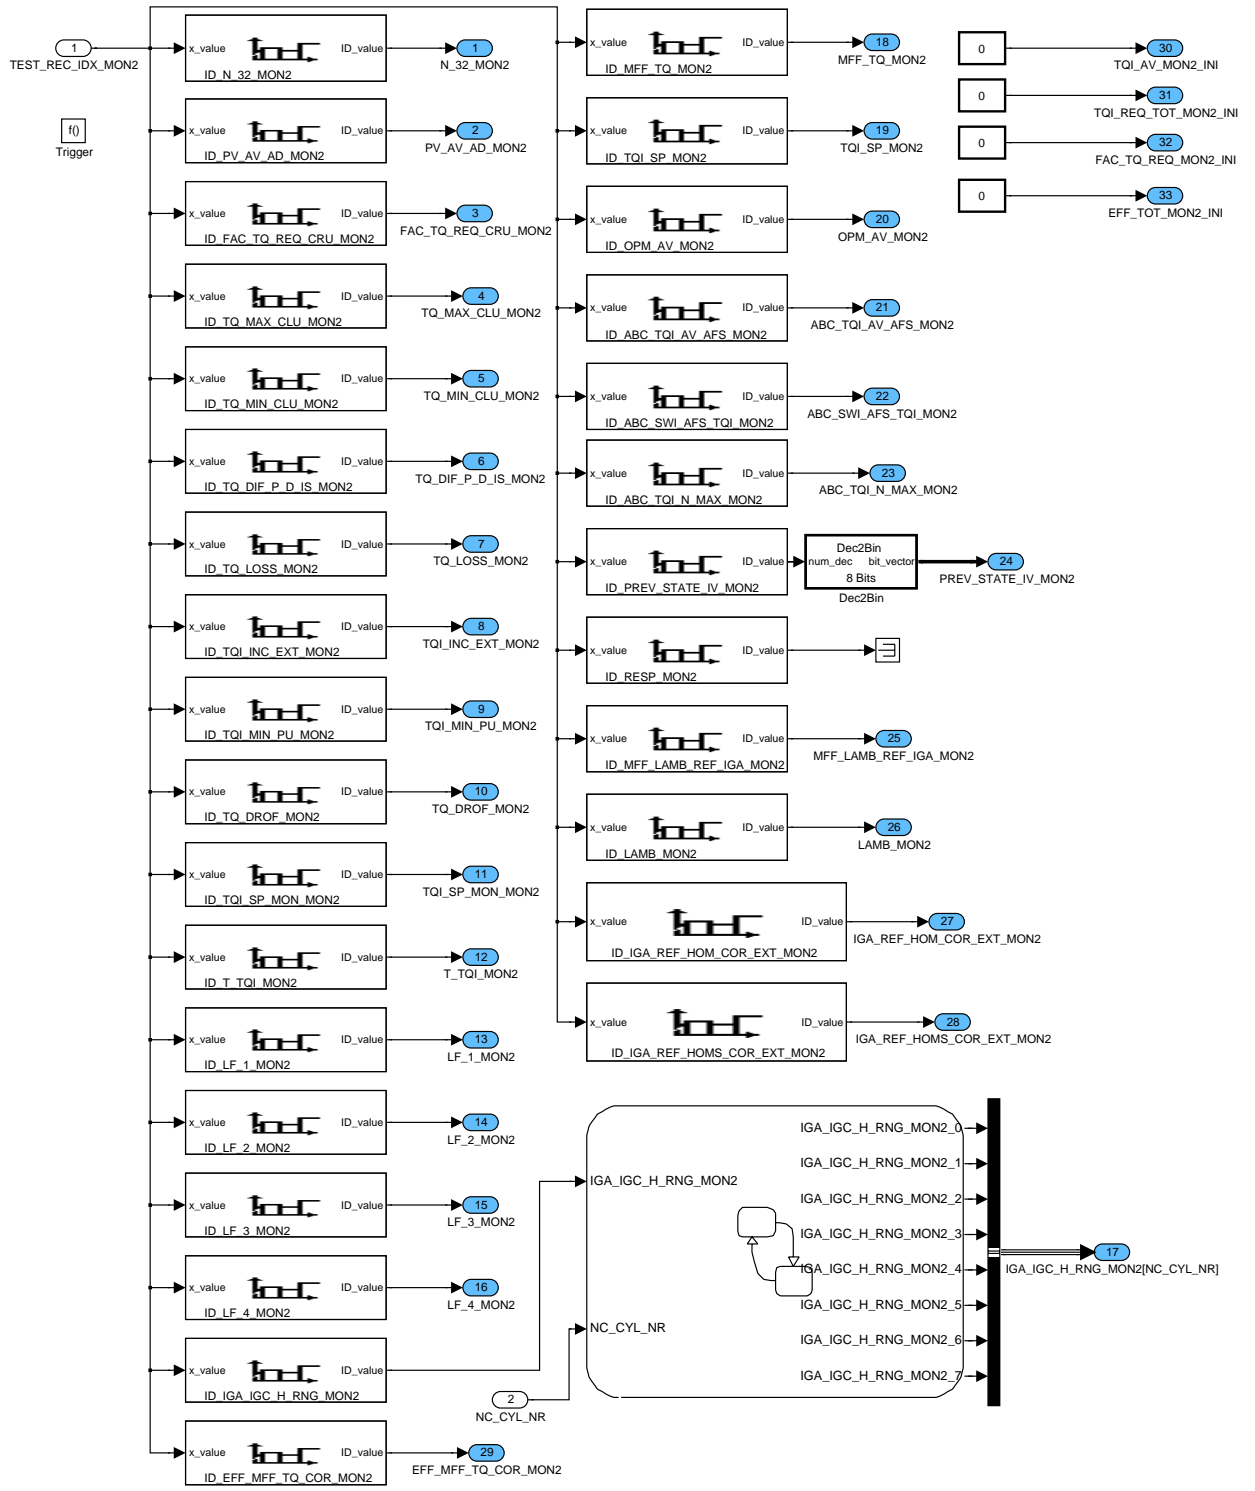 1
TEST_REC_IDX_MON2
f()
Trigger
x_value ID_value
ID_N_32_MON2
1
N_32_MON2
x_value ID_value
ID_PV_AV_AD_MON2
2
PV_AV_AD_MON2
x_value ID_value
ID_FAC_TQ_REQ_CRU_MON2
3
FAC_TQ_REQ_CRU_MON2
x_value ID_value
ID_TQ_MAX_CLU_MON2
4
TQ_MAX_CLU_MON2
x_value ID_value
ID_TQ_MIN_CLU_MON2
5
TQ_MIN_CLU_MON2
x_value ID_value
ID_TQ_DIF_P_D_IS_MON2
6
TQ_DIF_P_D_IS_MON2
x_value ID_value
ID_TQ_LOSS_MON2
7
TQ_LOSS_MON2
x_value ID_value
ID_TQI_INC_EXT_MON2
8
TQI_INC_EXT_MON2
x_value ID_value
ID_TQI_MIN_PU_MON2
9
TQI_MIN_PU_MON2
x_value ID_value
ID_TQ_DROF_MON2
10
TQ_DROF_MON2
x_value ID_value
ID_TQI_SP_MON_MON2
11
TQI_SP_MON_MON2
x_value ID_value
ID_T_TQI_MON2
12
T_TQI_MON2
x_value ID_value
ID_LF_1_MON2
13
LF_1_MON2
x_value ID_value
ID_LF_2_MON2
14
LF_2_MON2
x_value ID_value
ID_LF_3_MON2
15
LF_3_MON2
x_value ID_value
ID_LF_4_MON2
16
LF_4_MON2
x_value ID_value
ID_IGA_IGC_H_RNG_MON2
2
NC_CYL_NR
x_value ID_value
ID_EFF_MFF_TQ_COR_MON2
29
EFF_MFF_TQ_COR_MON2
x_value ID_value
ID_MFF_TQ_MON2
18
MFF_TQ_MON2
x_value ID_value
ID_TQI_SP_MON2
19
TQI_SP_MON2
x_value ID_value
ID_OPM_AV_MON2
20
OPM_AV_MON2
x_value ID_value
ID_ABC_TQI_AV_AFS_MON2
21
ABC_TQI_AV_AFS_MON2
x_value ID_value
ID_ABC_SWI_AFS_TQI_MON2
22
ABC_SWI_AFS_TQI_MON2
x_value ID_value
ID_ABC_TQI_N_MAX_MON2
23
ABC_TQI_N_MAX_MON2
x_value ID_value
ID_PREV_STATE_IV_MON2
Dec2Bin
num_dec bit_vector
8 Bits
Dec2Bin
24
PREV_STATE_IV_MON2
x_value ID_value
ID_RESP_MON2
x_value ID_value
ID_MFF_LAMB_REF_IGA_MON2
25
MFF_LAMB_REF_IGA_MON2
x_value ID_value
ID_LAMB_MON2
26
LAMB_MON2
x_value ID_value
ID_IGA_REF_HOM_COR_EXT_MON2
27
IGA_REF_HOM_COR_EXT_MON2
x_value ID_value
ID_IGA_REF_HOMS_COR_EXT_MON2
28
IGA_REF_HOMS_COR_EXT_MON2
IGA_IGC_H_RNG_MON2
NC_CYL_NR
IGA_IGC_H_RNG_MON2_0
IGA_IGC_H_RNG_MON2_1
IGA_IGC_H_RNG_MON2_2
IGA_IGC_H_RNG_MON2_3
IGA_IGC_H_RNG_MON2_4
IGA_IGC_H_RNG_MON2_5
IGA_IGC_H_RNG_MON2_6
IGA_IGC_H_RNG_MON2_7
17
IGA_IGC_H_RNG_MON2[NC_CYL_NR]
0
30
TQI_AV_MON2_INI
0
31
TQI_REQ_TOT_MON2_INI
0
32
FAC_TQ_REQ_MON2_INI
0
33
EFF_TOT_MON2_INI